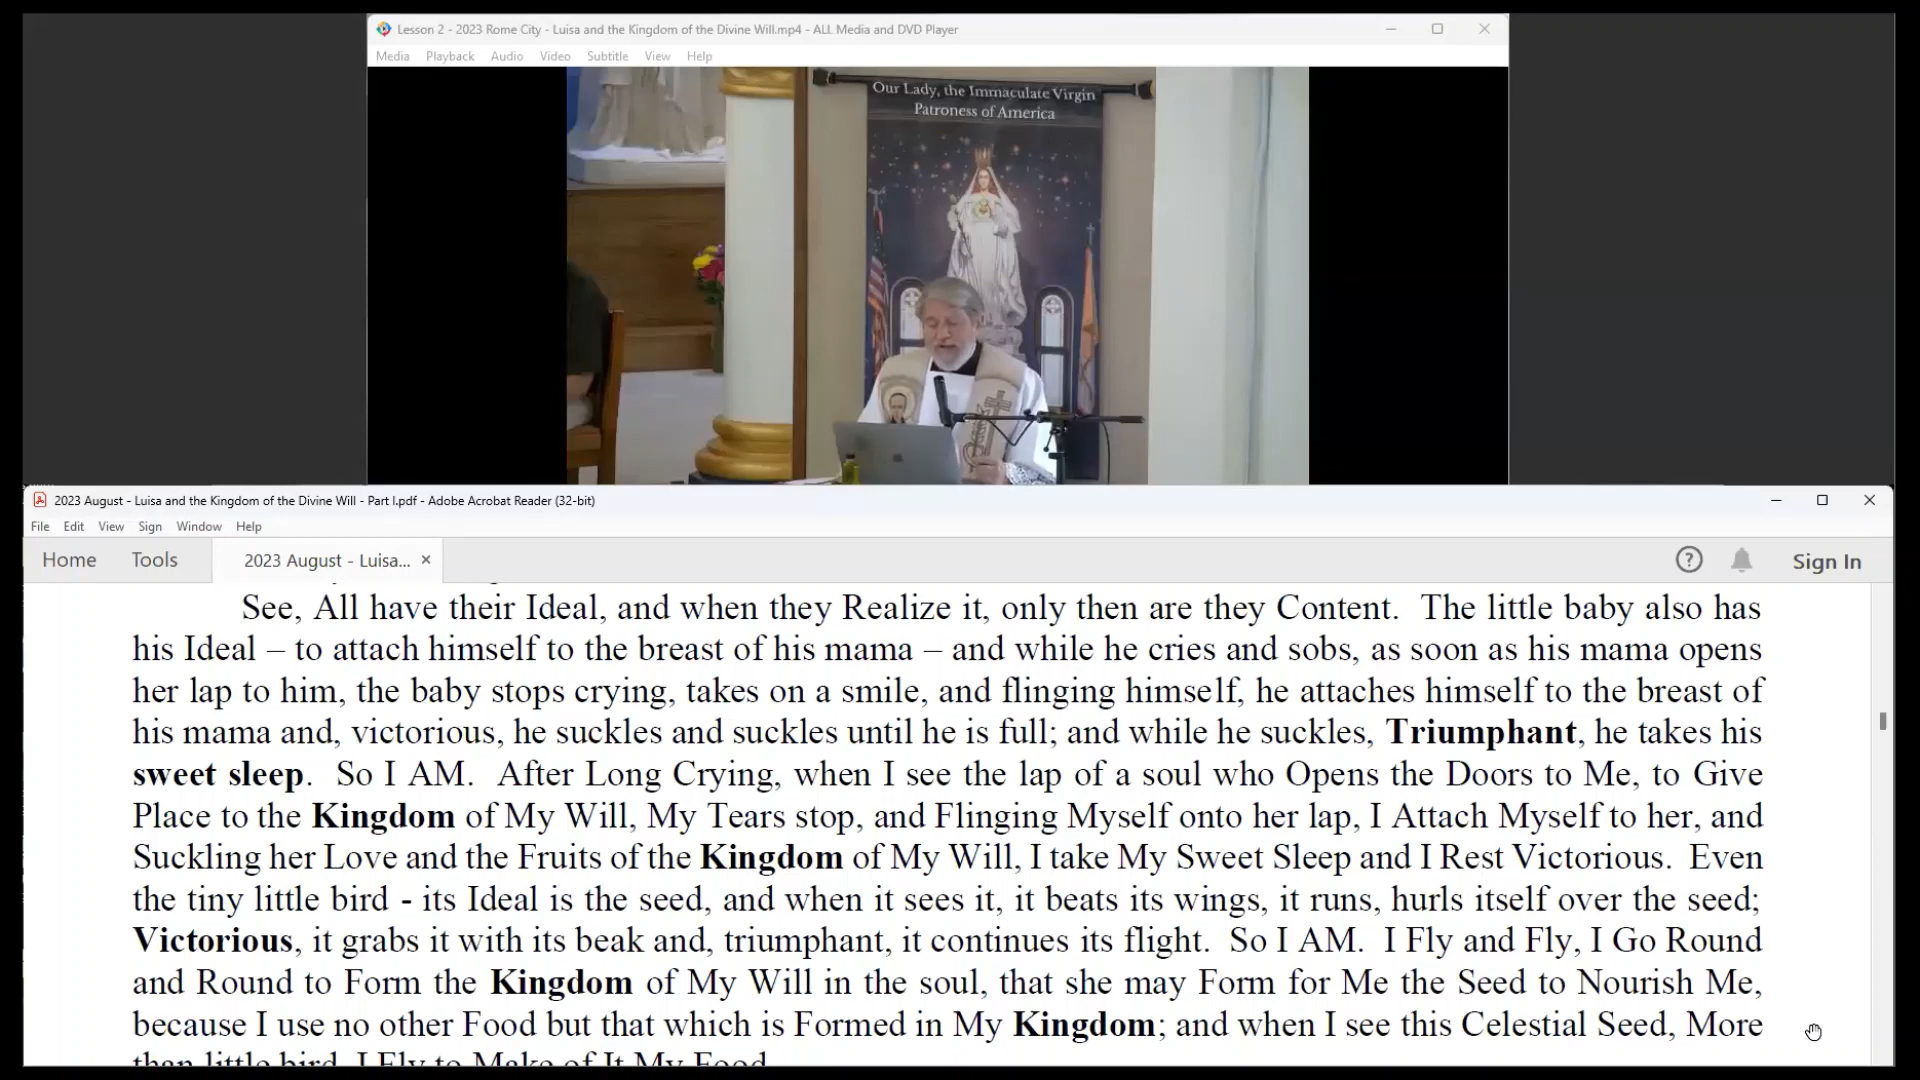 Lesson 2 - 2023 Rome City - Luisa and the Kingdom of the Divine Will.mp4 - ALL Media and DVD Player
Media Playback Audio Video Subtitle View Help
Our Lady, the Immaculate Virgin
Patroness of America
2023 August - Luisa and the Kingdom of the Divine Will - Part I.pdf - Adobe Acrobat Reader (32-bit)
File Edit View Sign Window Help
Home Tools 2023 August - Luisa... × Sign In
See, All have their Ideal, and when they Realize it, only then are they Content. The little baby also has
his Ideal – to attach himself to the breast of his mama – and while he cries and sobs, as soon as his mama opens
her lap to him, the baby stops crying, takes on a smile, and flinging himself, he attaches himself to the breast of
his mama and, victorious, he suckles and suckles until he is full; and while he suckles, Triumphant, he takes his
sweet sleep. So I AM. After Long Crying, when I see the lap of a soul who Opens the Doors to Me, to Give
Place to the Kingdom of My Will, My Tears stop, and Flinging Myself onto her lap, I Attach Myself to her, and
Suckling her Love and the Fruits of the Kingdom of My Will, I take My Sweet Sleep and I Rest Victorious. Even
the tiny little bird - its Ideal is the seed, and when it sees it, it beats its wings, it runs, hurls itself over the seed;
Victorious, it grabs it with its beak and, triumphant, it continues its flight. So I AM. I Fly and Fly, I Go Round
and Round to Form the Kingdom of My Will in the soul, that she may Form for Me the Seed to Nourish Me,
because I use no other Food but that which is Formed in My Kingdom; and when I see this Celestial Seed, More
than little bird, I Fly to Make of It My Food.